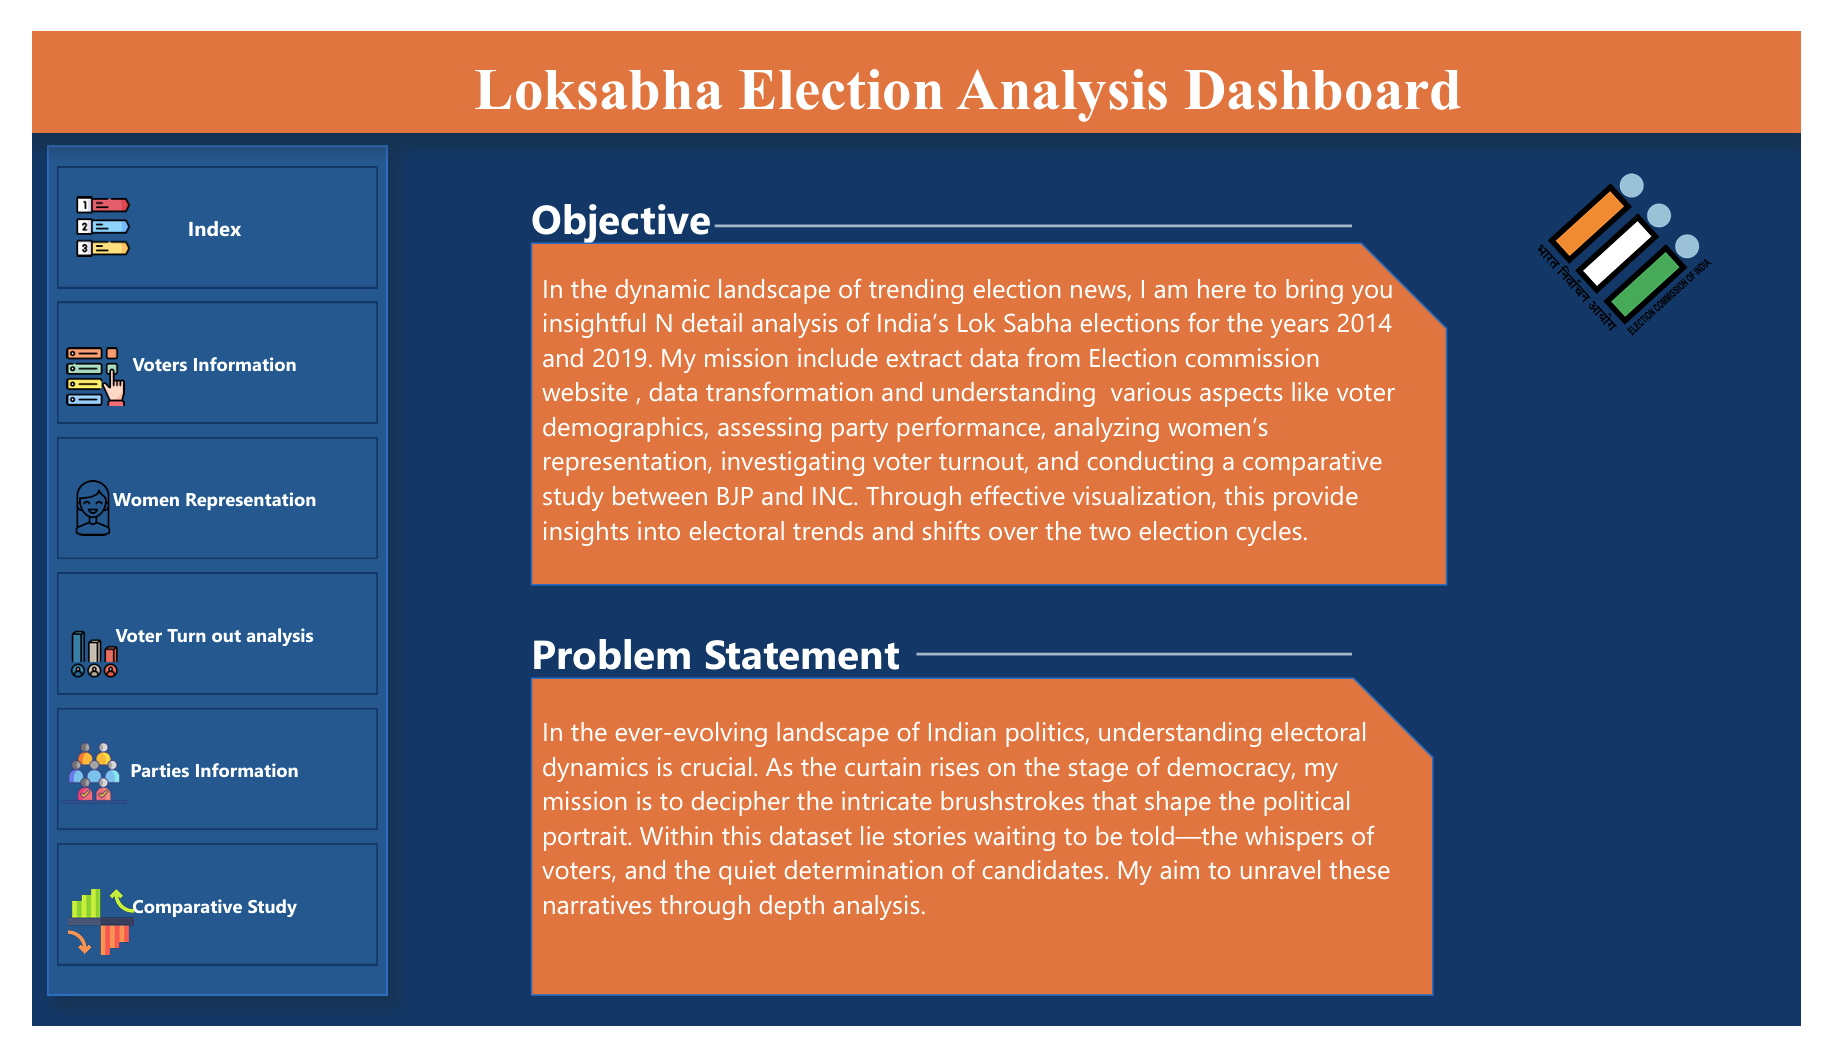 Loksabha Election Analysis Dashboard
1
2
3
Index
Voters Information
Women Representation
Voter Turn out analysis
Parties Information
Comparative Study
Objective
In the dynamic landscape of trending election news, I am here to bring you
insightful N detail analysis of India’s Lok Sabha elections for the years 2014
and 2019. My mission include extract data from Election commission
website , data transformation and understanding  various aspects like voter
demographics, assessing party performance, analyzing women’s
representation, investigating voter turnout, and conducting a comparative
study between BJP and INC. Through effective visualization, this provide
insights into electoral trends and shifts over the two election cycles.
Problem Statement
In the ever-evolving landscape of Indian politics, understanding electoral
dynamics is crucial. As the curtain rises on the stage of democracy, my
mission is to decipher the intricate brushstrokes that shape the political
portrait. Within this dataset lie stories waiting to be told—the whispers of
voters, and the quiet determination of candidates. My aim to unravel these
narratives through depth analysis.
भारत निर्वाचन आयोग
ELECTION COMMISSION OF INDIA